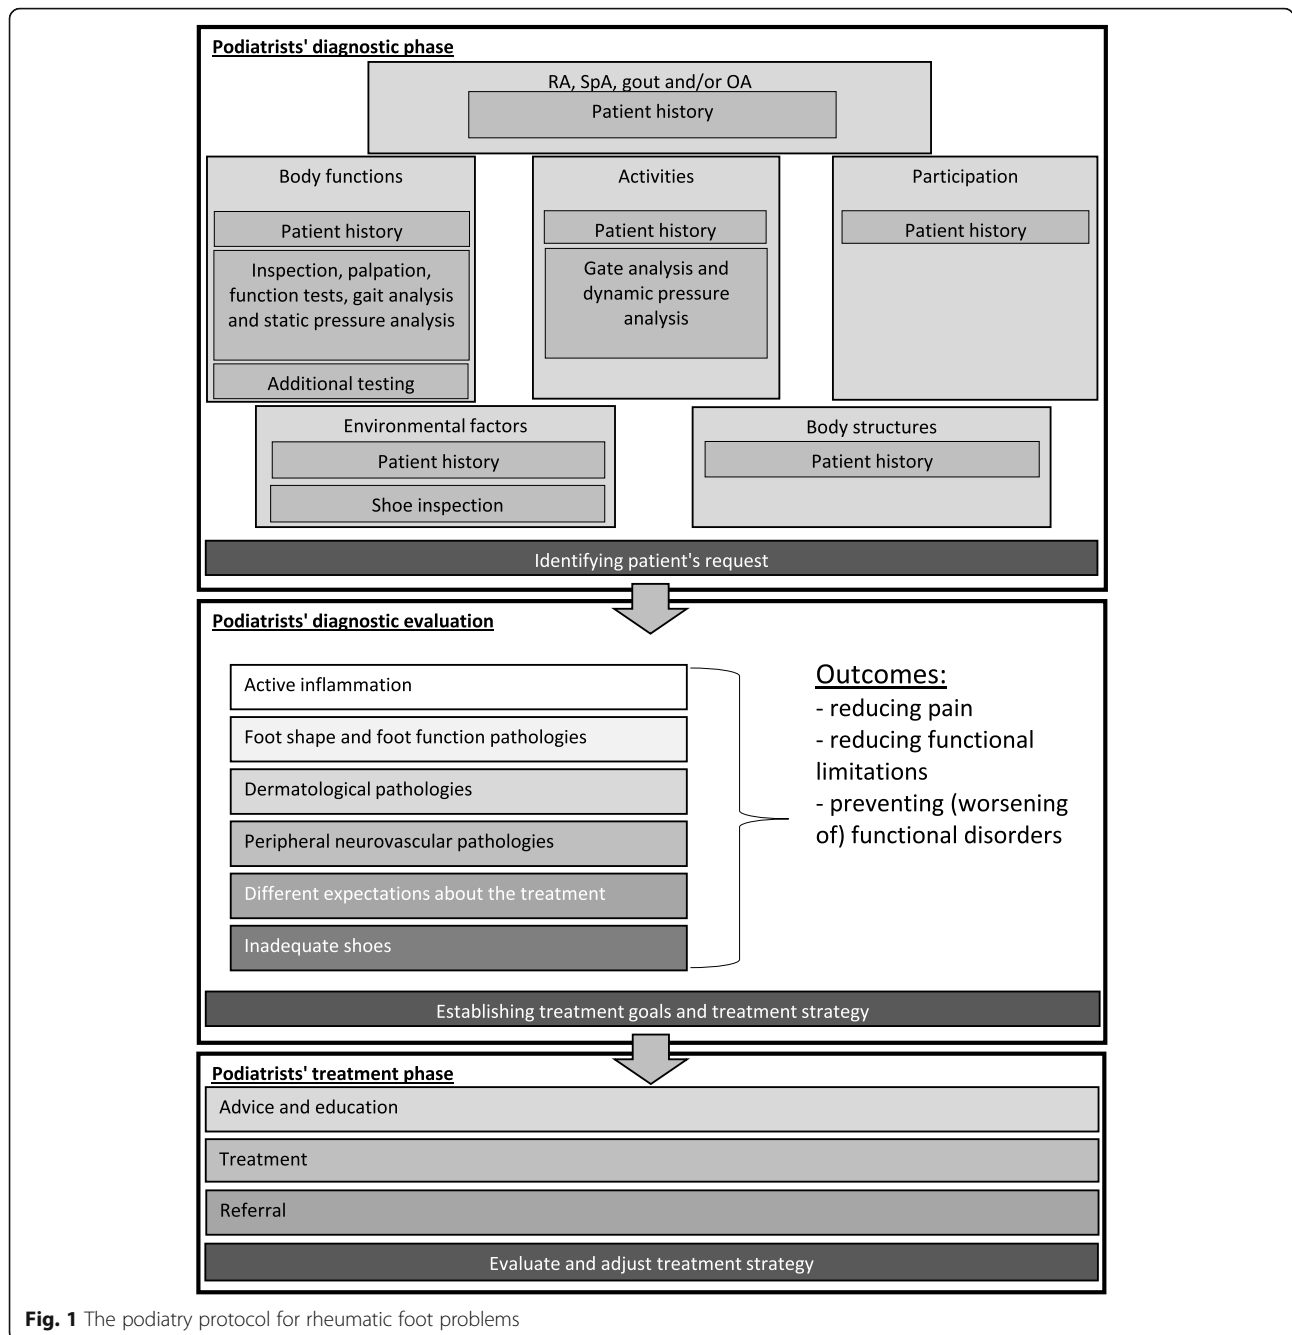 Podiatrists' diagnostic phase
RA, SpA, gout and/or OA
Patient history
Body functions
Patient history
Inspection, palpation,
function tests, gait analysis
and static pressure analysis
Additional testing
Activities
Patient history
Gate analysis and
dynamic pressure
analysis
Participation
Patient history
Environmental factors
Patient history
Shoe inspection
Body structures
Patient history
Identifying patient's request
Podiatrists' diagnostic evaluation
Active inflammation
Foot shape and foot function pathologies
Dermatological pathologies
Peripheral neurovascular pathologies
Different expectations about the treatment
Inadequate shoes
Outcomes:
- reducing pain
- reducing functional
limitations
- preventing (worsening
of) functional disorders
Establishing treatment goals and treatment strategy
Podiatrists' treatment phase
Advice and education
Treatment
Referral
Evaluate and adjust treatment strategy
Fig. 1 The podiatry protocol for rheumatic foot problems